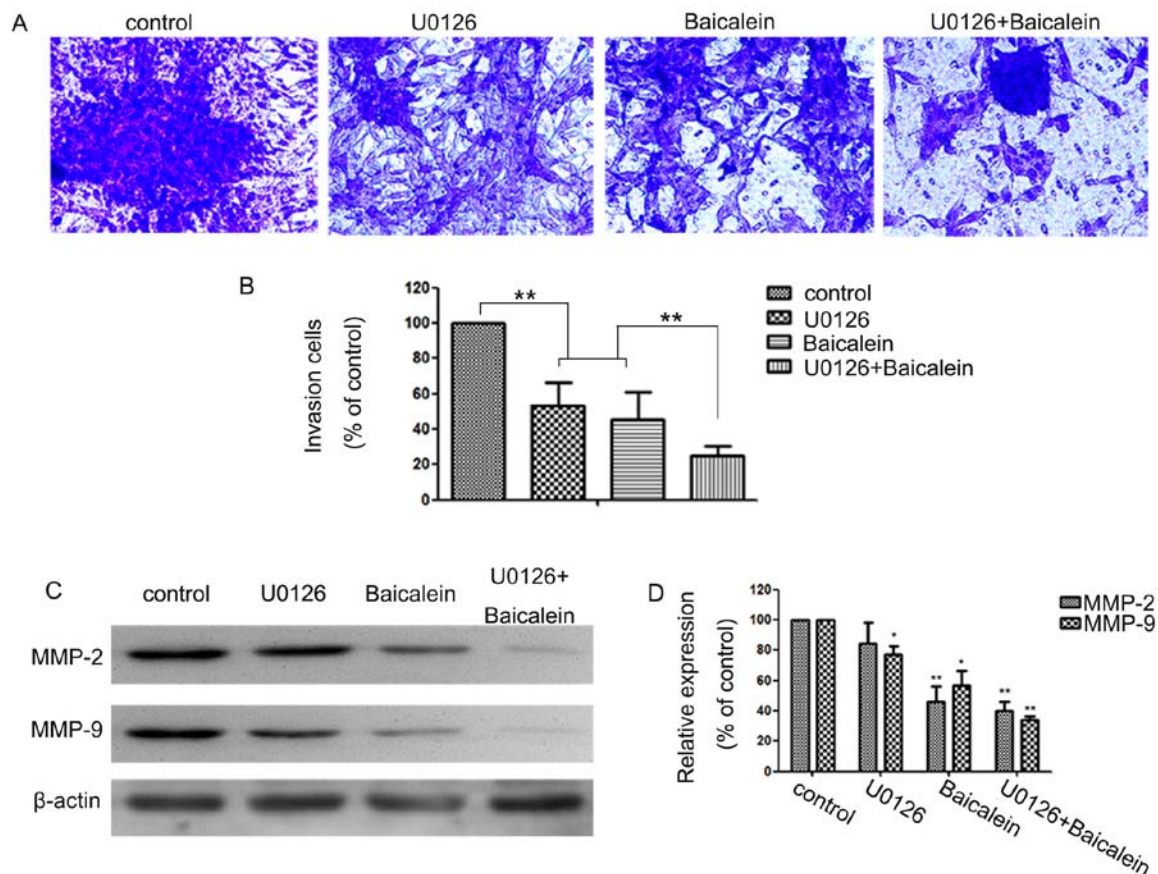 A
control
U0126
Baicalein
U0126+Baicalein
B
Invasion cells
(% of control)
120
100
80
60
40
20
0
**
**
control
U0126
Baicalein
U0126+Baicalein
C
control
U0126
Baicalein
U0126+
Baicalein
MMP-2
MMP-9
β-actin
D
Relative expression
(% of control)
120
100
80
60
40
20
0
*
**
*
**
**
MMP-2
MMP-9
control
U0126
Baicalein
U0126+Baicalein